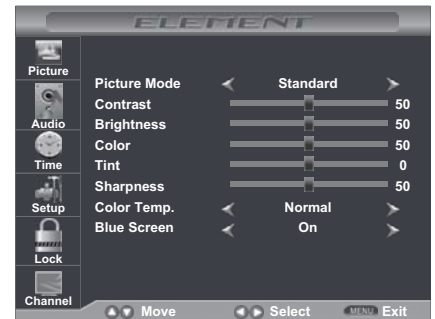 ELEMENT
Picture
Audio
Time
Setup
Lock
Channel
Picture Mode Standard
Contrast 50
Brightness 50
Color 50
Tint 0
Sharpness 50
Color Temp. Normal
Blue Screen On
Move Select MENU Exit